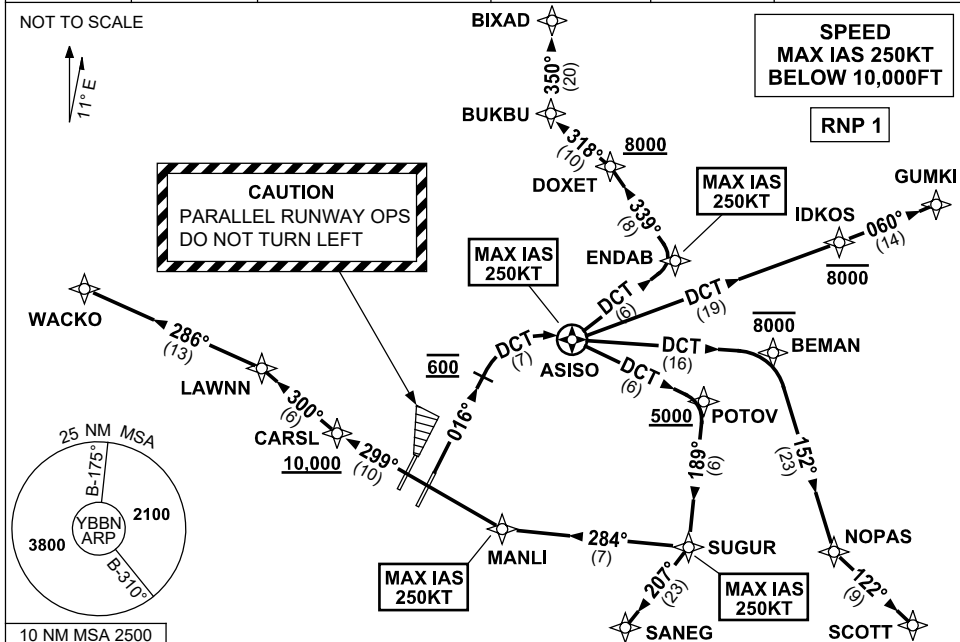 NOT TO SCALE
11° E
BIXAD
350°
(20)
BUKBU
318°
(10)
8000
DOXET
339°
(8)
ENDAB
MAX IAS
250KT
SPEED
MAX IAS 250KT
BELOW 10,000FT
RNP 1
GUMKI
060°
(14)
IDKOS
8000
DCT
(19)
DCT
(6)
CAUTION
PARALLEL RUNWAY OPS
DO NOT TURN LEFT
MAX IAS
250KT
ASISO
DCT
(7)
600
016°
DCT
(16)
8000
BEMAN
DCT
(6)
5000
POTOV
189°
(6)
152°
(23)
WACKO
286°
(13)
LAWNN
300°
(6)
CARSL
10,000
299°
(10)
MANLI
MAX IAS
250KT
284°
(7)
SUGUR
MAX IAS
250KT
207°
(23)
SANEG
NOPAS
122°
(9)
SCOTT
25 NM MSA
B-175°
YBBN
ARP
2100
3800
B-310°
10 NM MSA 2500